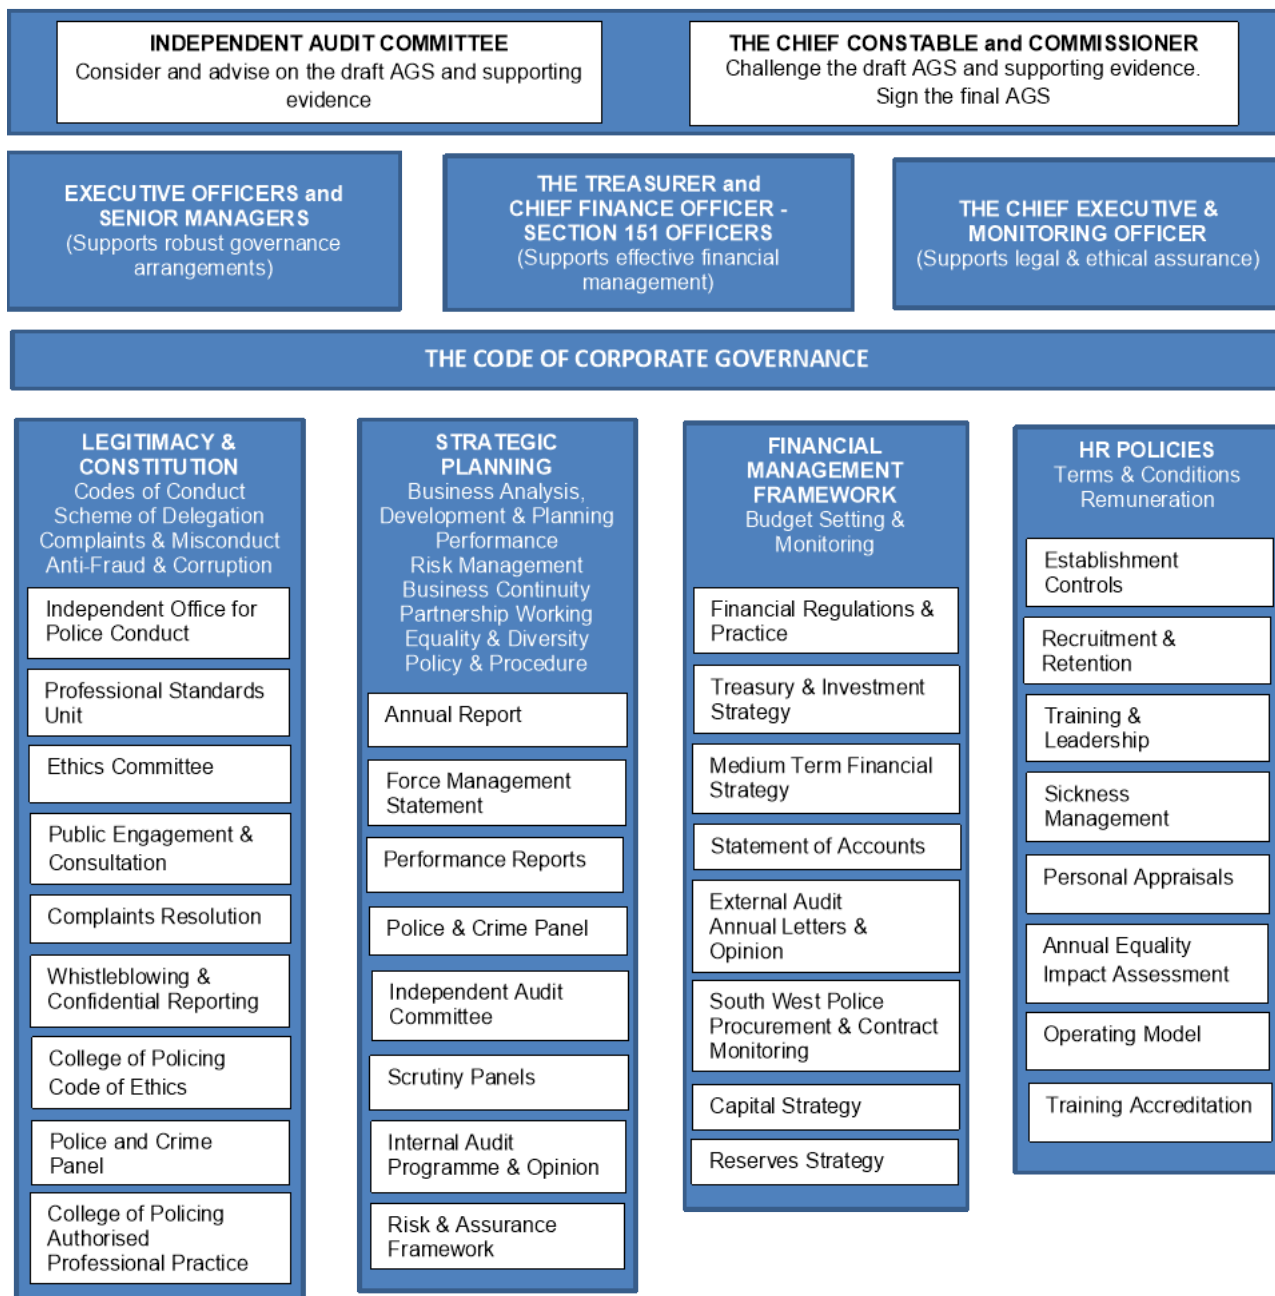 INDEPENDENT AUDIT COMMITTEE
Consider and advise on the draft AGS and supporting
evidence
THE CHIEF CONSTABLE and COMMISSIONER
Challenge the draft AGS and supporting evidence.
Sign the final AGS
EXECUTIVE OFFICERS and
SENIOR MANAGERS
(Supports robust governance
arrangements)
THE TREASURER and
CHIEF FINANCE OFFICER -
SECTION 151 OFFICERS
(Supports effective financial
management)
THE CHIEF EXECUTIVE &
MONITORING OFFICER
(Supports legal & ethical assurance)
THE CODE OF CORPORATE GOVERNANCE
LEGITIMACY &
CONSTITUTION
Codes of Conduct
Scheme of Delegation
Complaints & Misconduct
Anti-Fraud & Corruption
Independent Office for
Police Conduct
Professional Standards
Unit
Ethics Committee
Public Engagement &
Consultation
Complaints Resolution
Whistleblowing &
Confidential Reporting
College of Policing
Code of Ethics
Police and Crime
Panel
College of Policing
Authorised
Professional Practice
STRATEGIC
PLANNING
Business Analysis,
Development & Planning
Performance
Risk Management
Business Continuity
Partnership Working
Equality & Diversity
Policy & Procedure
Annual Report
Force Management
Statement
Performance Reports
Police & Crime Panel
Independent Audit
Committee
Scrutiny Panels
Internal Audit
Programme & Opinion
Risk & Assurance
Framework
FINANCIAL
MANAGEMENT
FRAMEWORK
Budget Setting &
Monitoring
Financial Regulations &
Practice
Treasury & Investment
Strategy
Medium Term Financial
Strategy
Statement of Accounts
External Audit
Annual Letters &
Opinion
South West Police
Procurement & Contract
Monitoring
Capital Strategy
Reserves Strategy
HR POLICIES
Terms & Conditions
Remuneration
Establishment
Controls
Recruitment &
Retention
Training &
Leadership
Sickness
Management
Personal Appraisals
Annual Equality
Impact Assessment
Operating Model
Training Accreditation